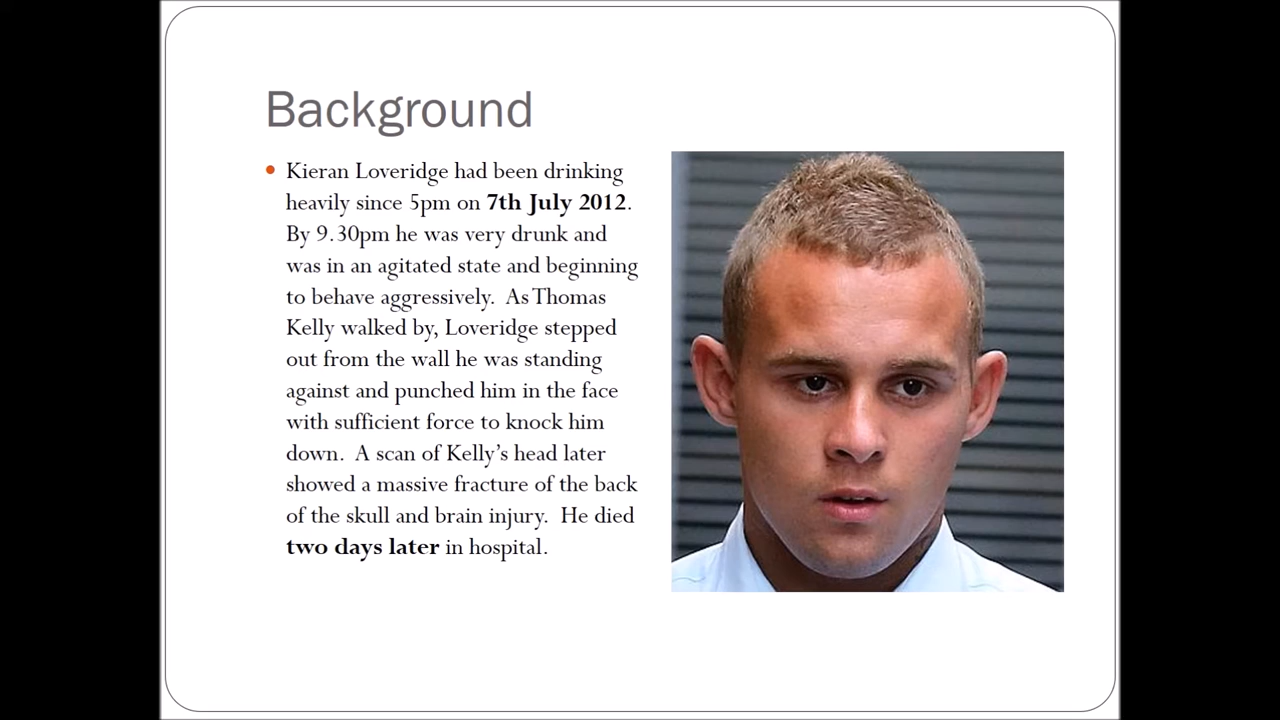 Background
• Kieran Loveridge had been drinking
heavily since 5pm on 7th July 2012.
By 9.30pm he was very drunk and
was in an agitated state and beginning
to behave aggressively.  As Thomas
Kelly walked by, Loveridge stepped
out from the wall he was standing
against and punched him in the face
with sufficient force to knock him
down.  A scan of Kelly’s head later
showed a massive fracture of the back
of the skull and brain injury.  He died
two days later in hospital.